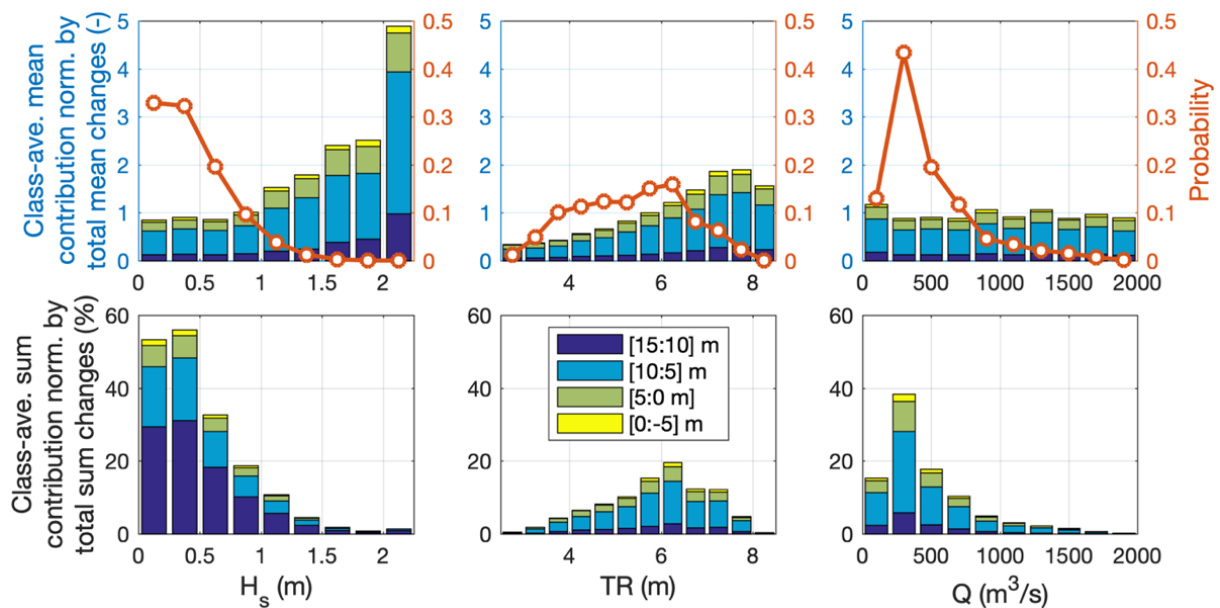 Class-ave. mean
contribution norm. by
total mean changes (-)
5
4
3
2
1
0
0.5
0.4
0.3
0.2
0.1
0
0 0.5 1 1.5 2
5
4
3
2
1
0
0.5
0.4
0.3
0.2
0.1
0
4 6 8
5
4
3
2
1
0
0.5
0.4
0.3
0.2
0.1
0
Probability
0 500 1000 1500 2000
Class-ave. sum
contribution norm. by
total sum changes (%)
60
40
20
0
0 0.5 1 1.5 2
H_s (m)
60
40
20
0
[15:10] m
[10:5] m
[5:0 m]
[0:-5] m
4 6 8
TR (m)
60
40
20
0
0 500 1000 1500 2000
Q (m³/s)